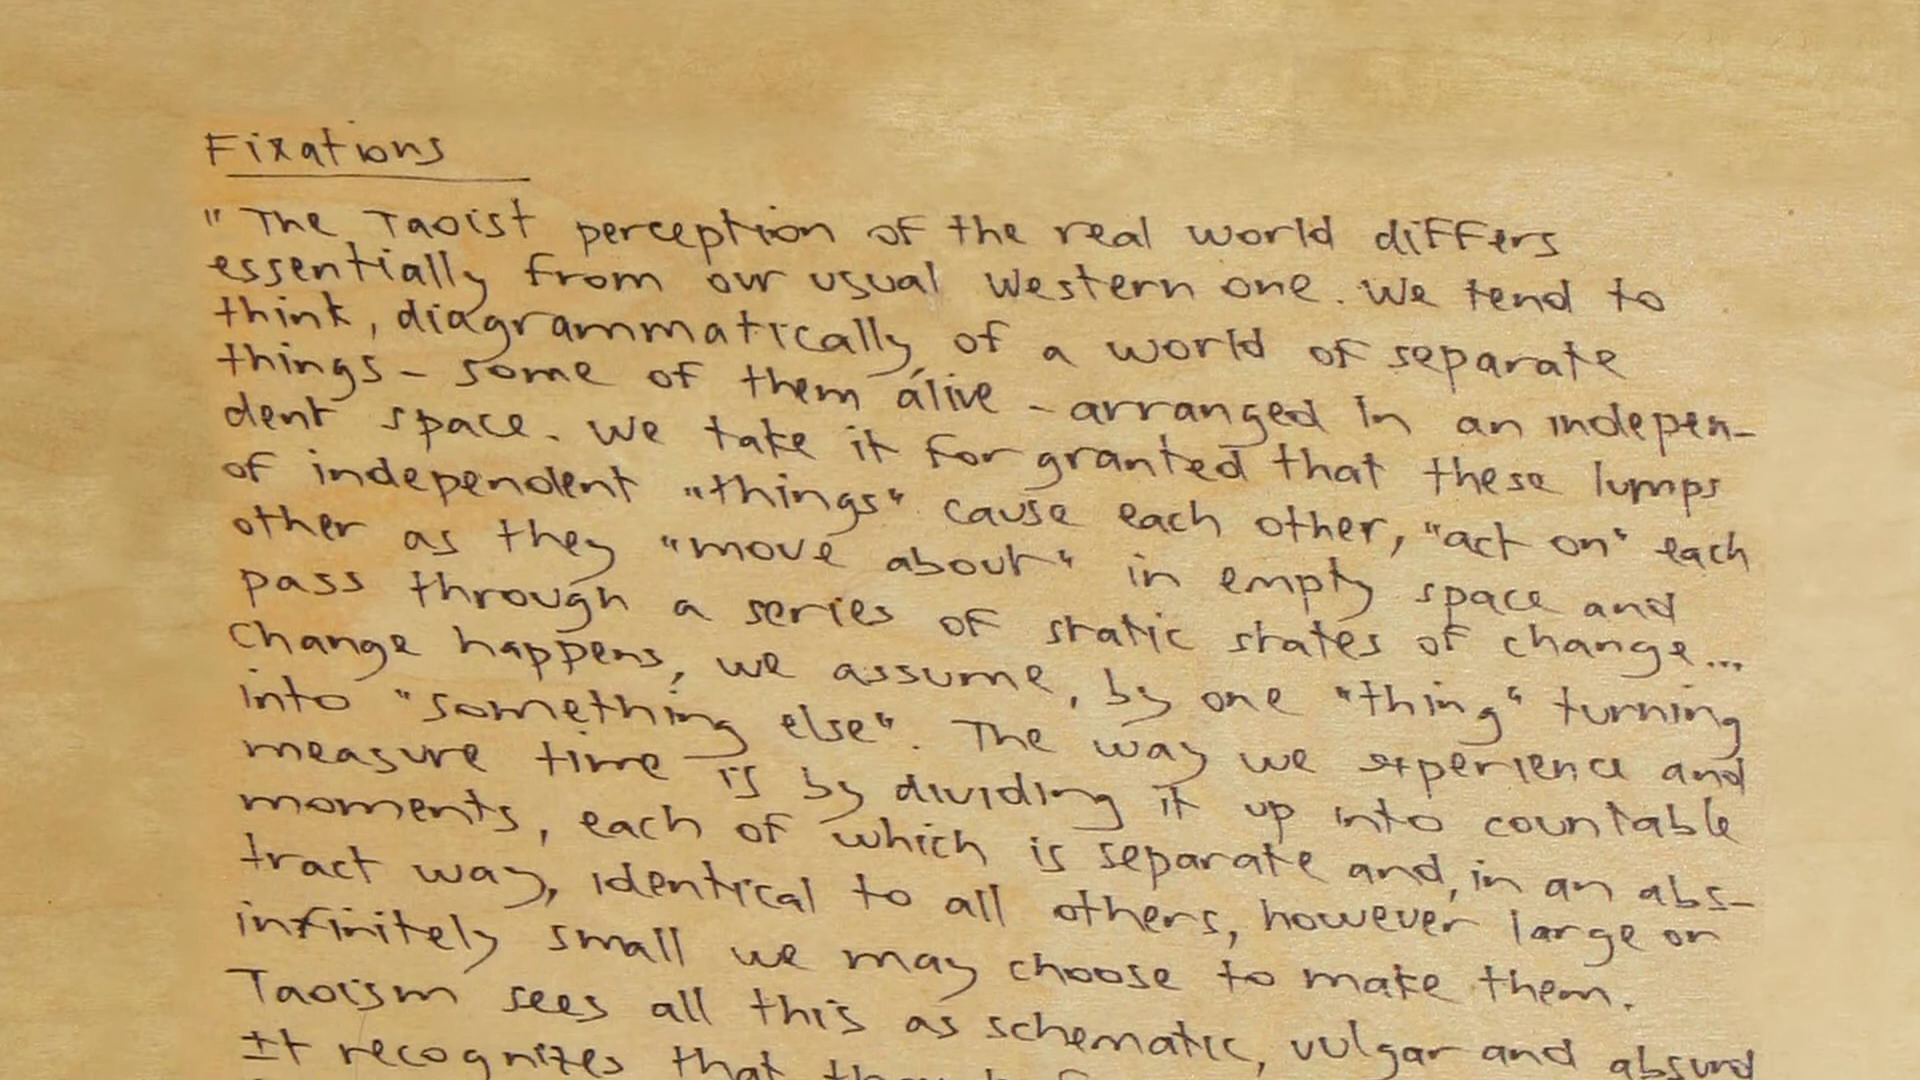 Fixations
"The Taoist perception of the real world differs
essentially from our usual Western one. We tend to
think, diagrammatically, of a world of separate
things - some of them alive - arranged in an indepen-
dent space. We take it for granted that these lumps
of independent "things" cause each other, "act on" each
other as they "move about" in empty space and
pass through a series of static states of change...
Change happens, we assume, by one "thing" turning
into "something else". The way we experience and
measure time is by dividing it up into countable
moments, each of which is separate and, in an abs-
tract way, identical to all others, however large or
infinitely small we may choose to make them.
Taoism sees all this as schematic, vulgar and absurd
It recognizes that